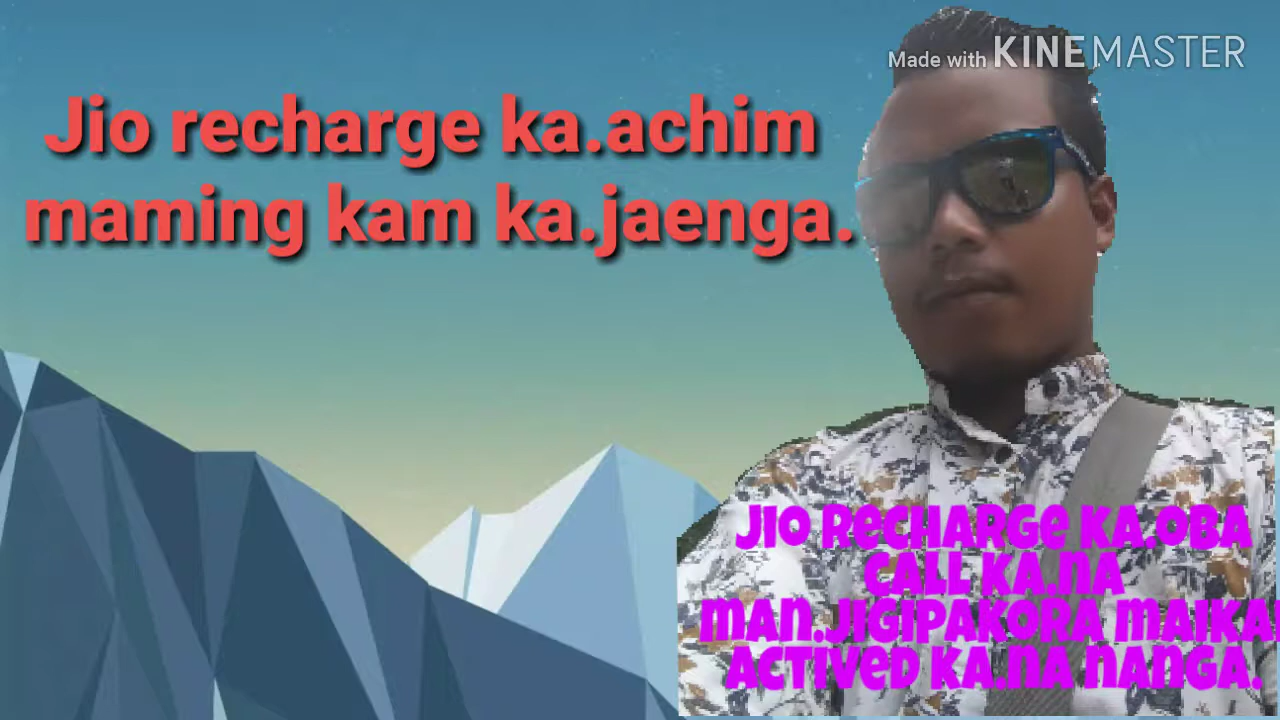 Made with KINEMASTER
Jio recharge ka.achim
maming kam ka.jaenga.
Jio Recharge ka.oba
call ka.na
man.jigipakora maika
actived ka.na nanga.